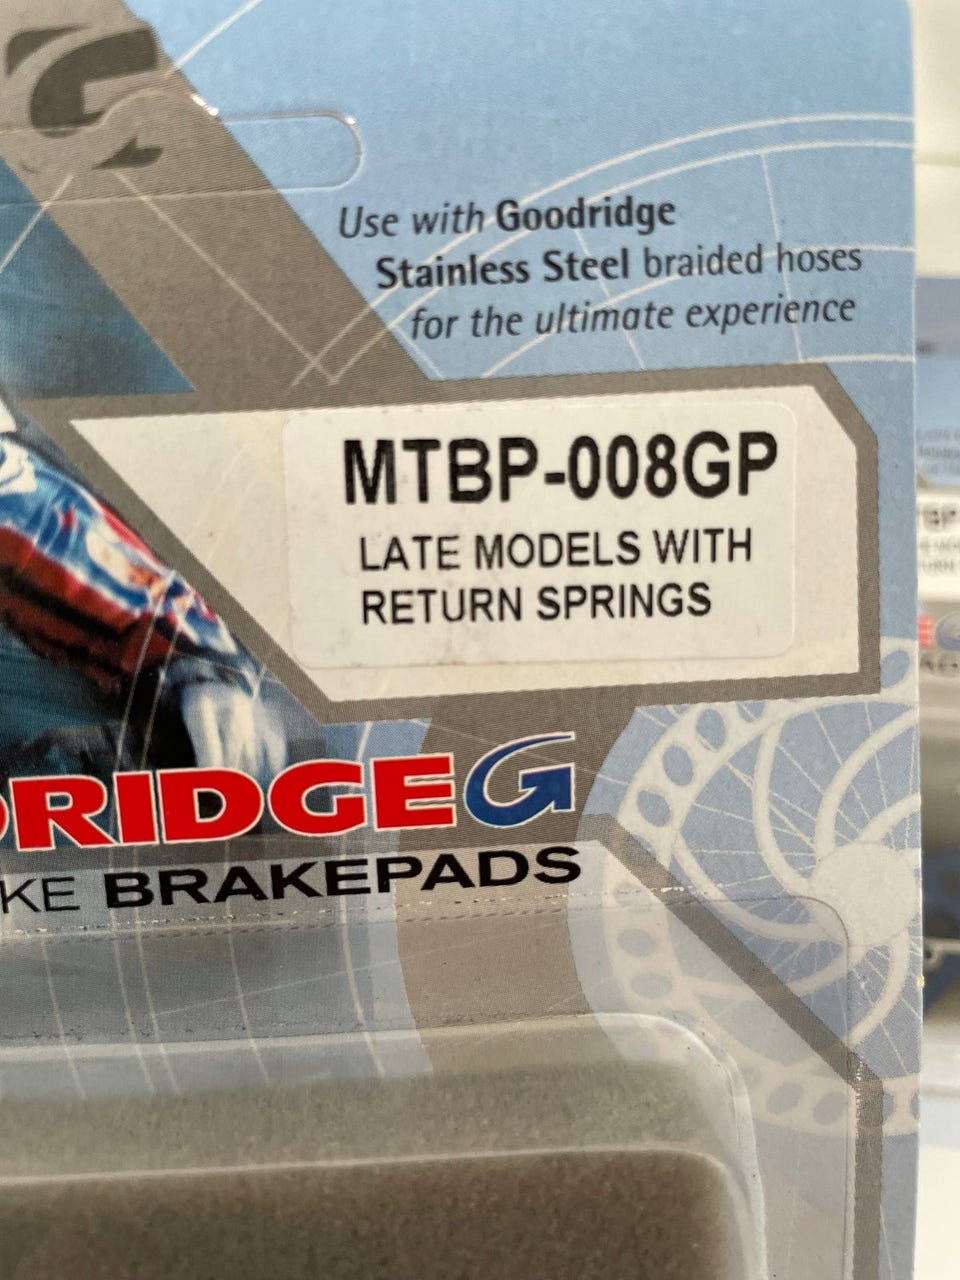 Use with Goodridge
Stainless Steel braided hoses
for the ultimate experience
MTBP-008GP
LATE MODELS WITH
RETURN SPRINGS
DRIDGE G
KE BRAKEPADS